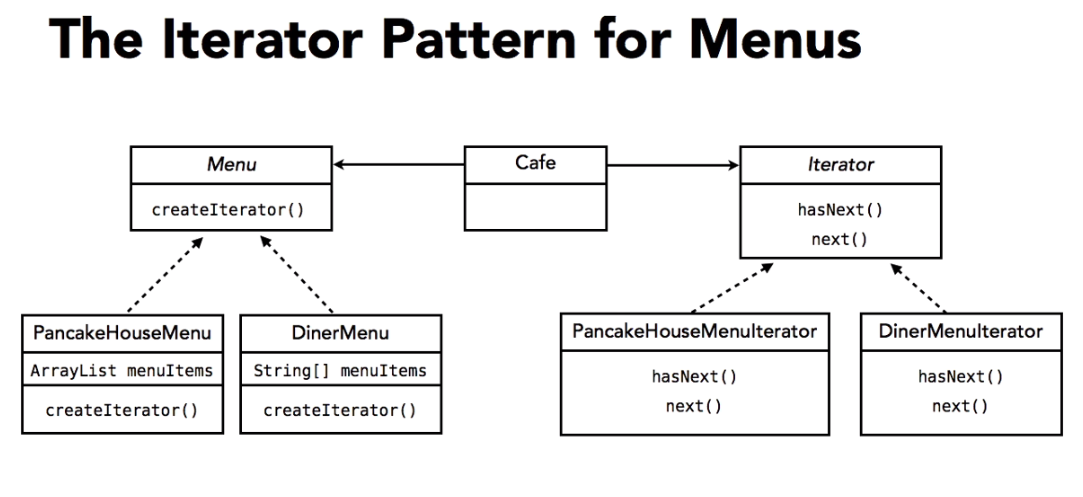 The Iterator Pattern for Menus
Menu
createIterator()
Cafe
Iterator
hasNext()
next()
PancakeHouseMenu
ArrayList menuItems
createIterator()
DinerMenu
String[] menuItems
createIterator()
PancakeHouseMenuIterator
hasNext()
next()
DinerMenuIterator
hasNext()
next()